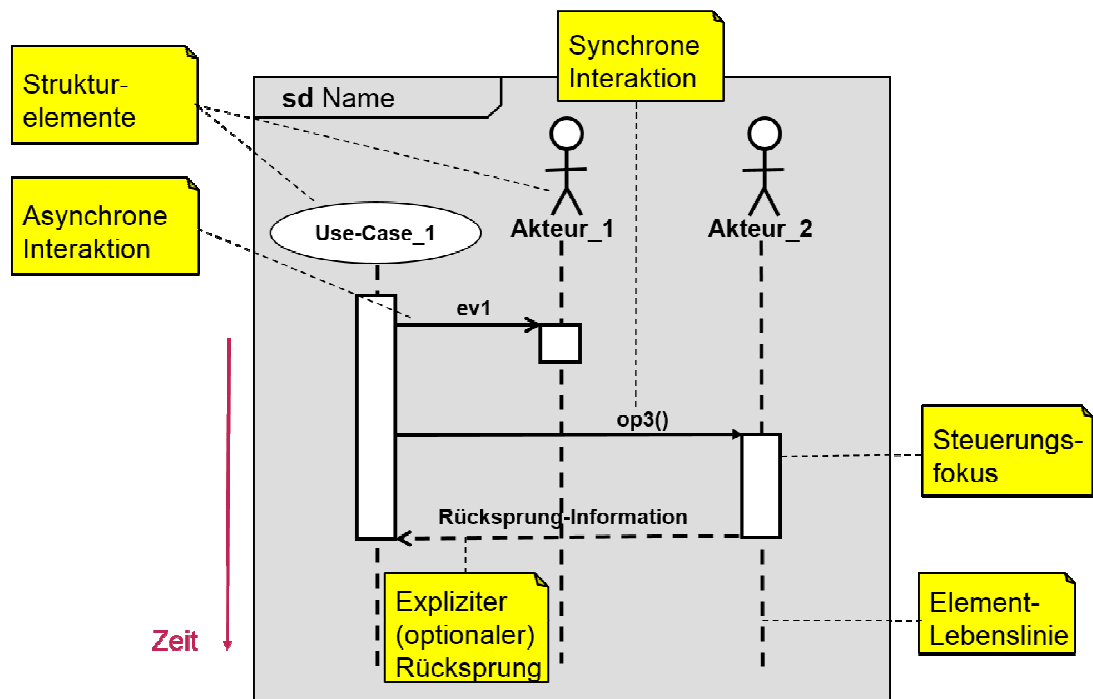 Synchrone
Interaktion
Struktur-
elemente
sd Name
Asynchrone
Interaktion
Use-Case_1
Akteur_1
Akteur_2
ev1
op3()
Steuerungs-
fokus
Rücksprung-Information
Expliziter
(optionaler)
Rücksprung
Element-
Lebenslinie
Zeit